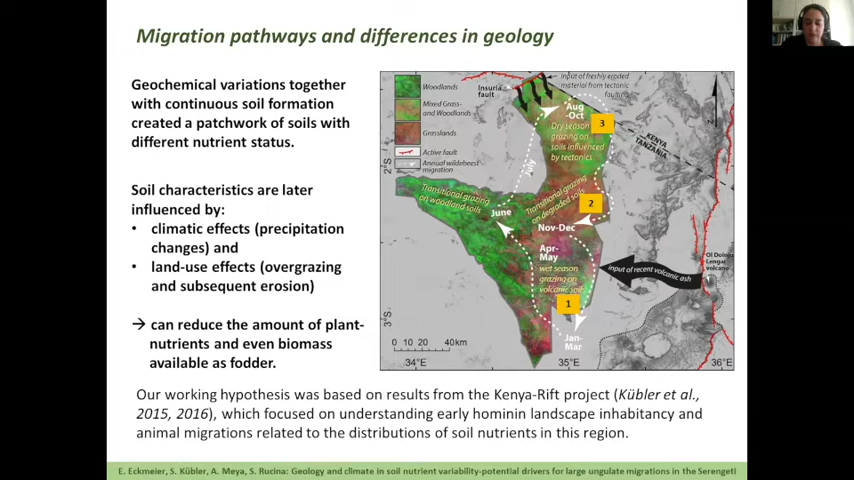 Migration pathways and differences in geology
Geochemical variations together
with continuous soil formation
created a patchwork of soils with
different nutrient status.
Soil characteristics are later
influenced by:
• climatic effects (precipitation
changes) and
• land-use effects (overgrazing
and subsequent erosion)
→ can reduce the amount of plant-
nutrients and even biomass
available as fodder.
Woodlands
Mixed Grass-
and Woodlands
Grasslands
Active fault
Annual wildebeest
migration
Insuria
fault
input of freshly eroded
material from tectonic
faulting
Aug
-Oct
3
Dry season
grazing on
soils influenced
by tectonics
KENYA
TANZANIA
2°S
July
Transitional grazing
on woodland soils
June
Transitional grazing
on degraded soils
2
Nov-Dec
Apr-
May
wet season
grazing on
volcanic soil
1
input of recent volcanic ash
Ol Doinyo
Lengai
volcano
3°S
Jan-
Mar
0 10 20 40km
34°E
35°E
36°E
Our working hypothesis was based on results from the Kenya-Rift project (Kübler et al.,
2015, 2016), which focused on understanding early hominin landscape inhabitancy and
animal migrations related to the distributions of soil nutrients in this region.
E. Eckmeier, S. Kübler, A. Meya, S. Rucina: Geology and climate in soil nutrient variability-potential drivers for large ungulate migrations in the Serengeti